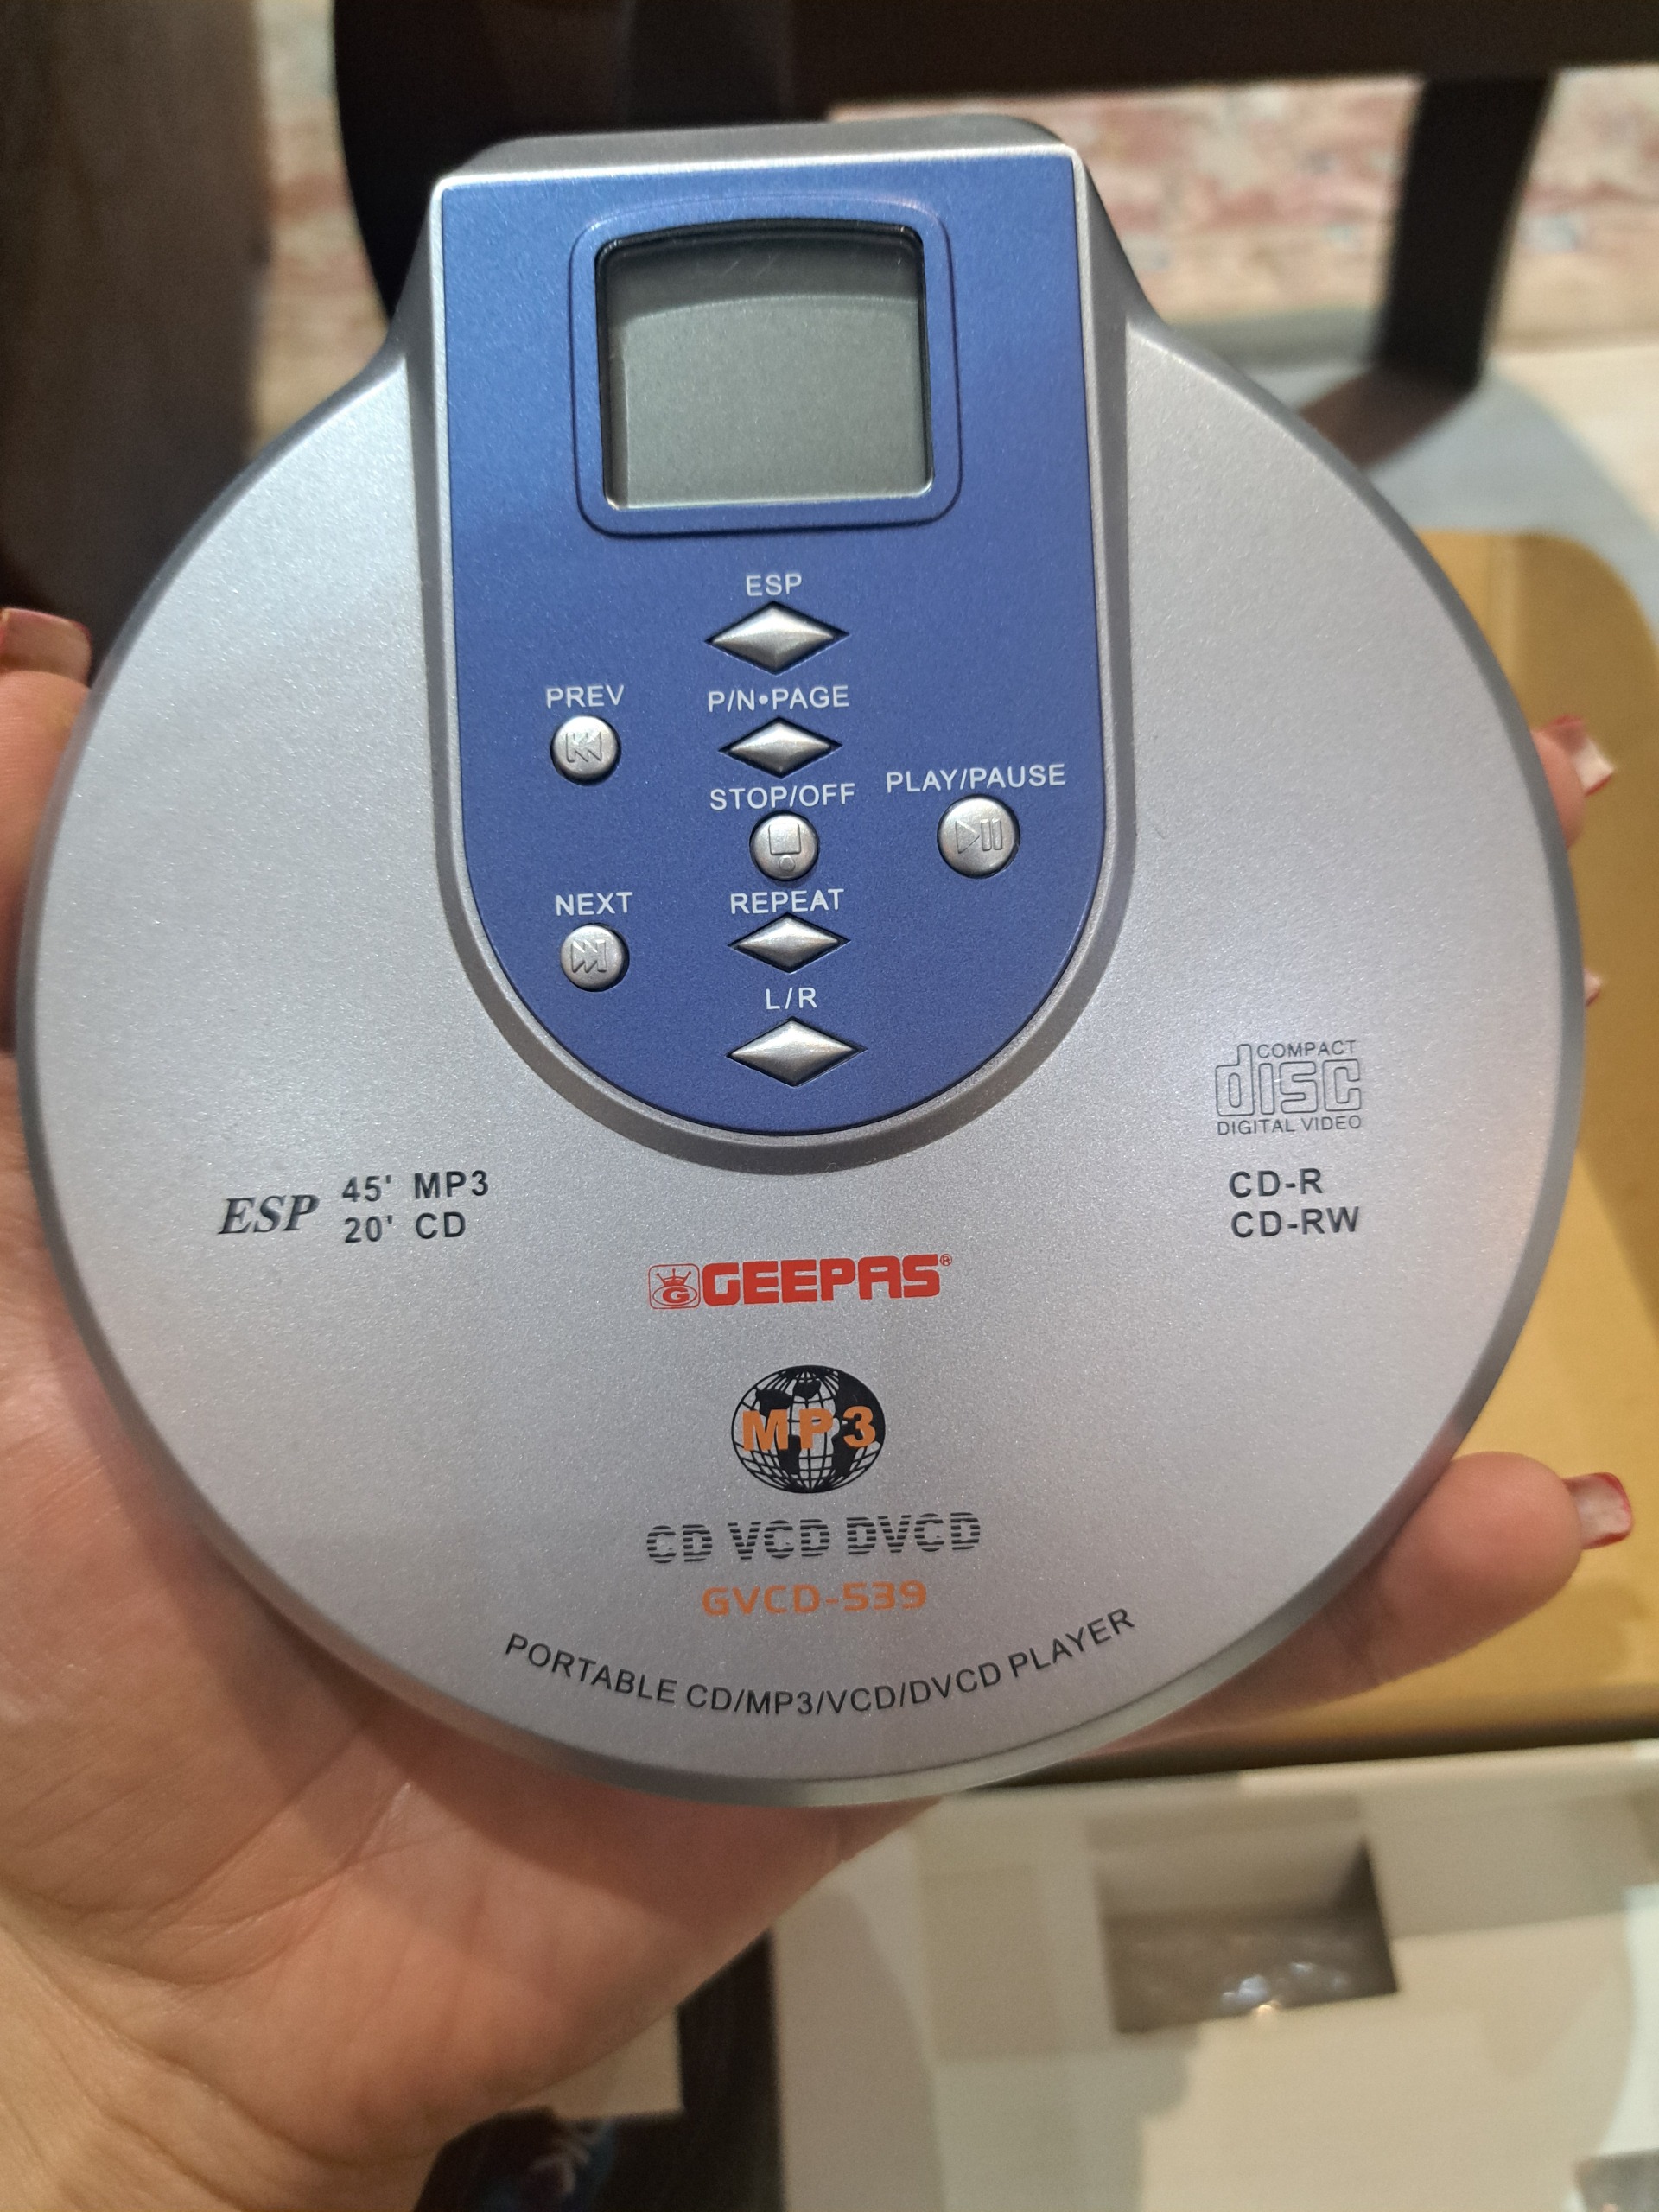 ESP
PREV
P/N•PAGE
STOP/OFF
PLAY/PAUSE
NEXT
REPEAT
L/R
COMPACT
disc
DIGITAL VIDEO
ESP 45' MP3
20' CD
CD-R
CD-RW
G GEEPAS®
MP3
CD VCD DVCD
GVCD-539
PORTABLE CD/MP3/VCD/DVCD PLAYER